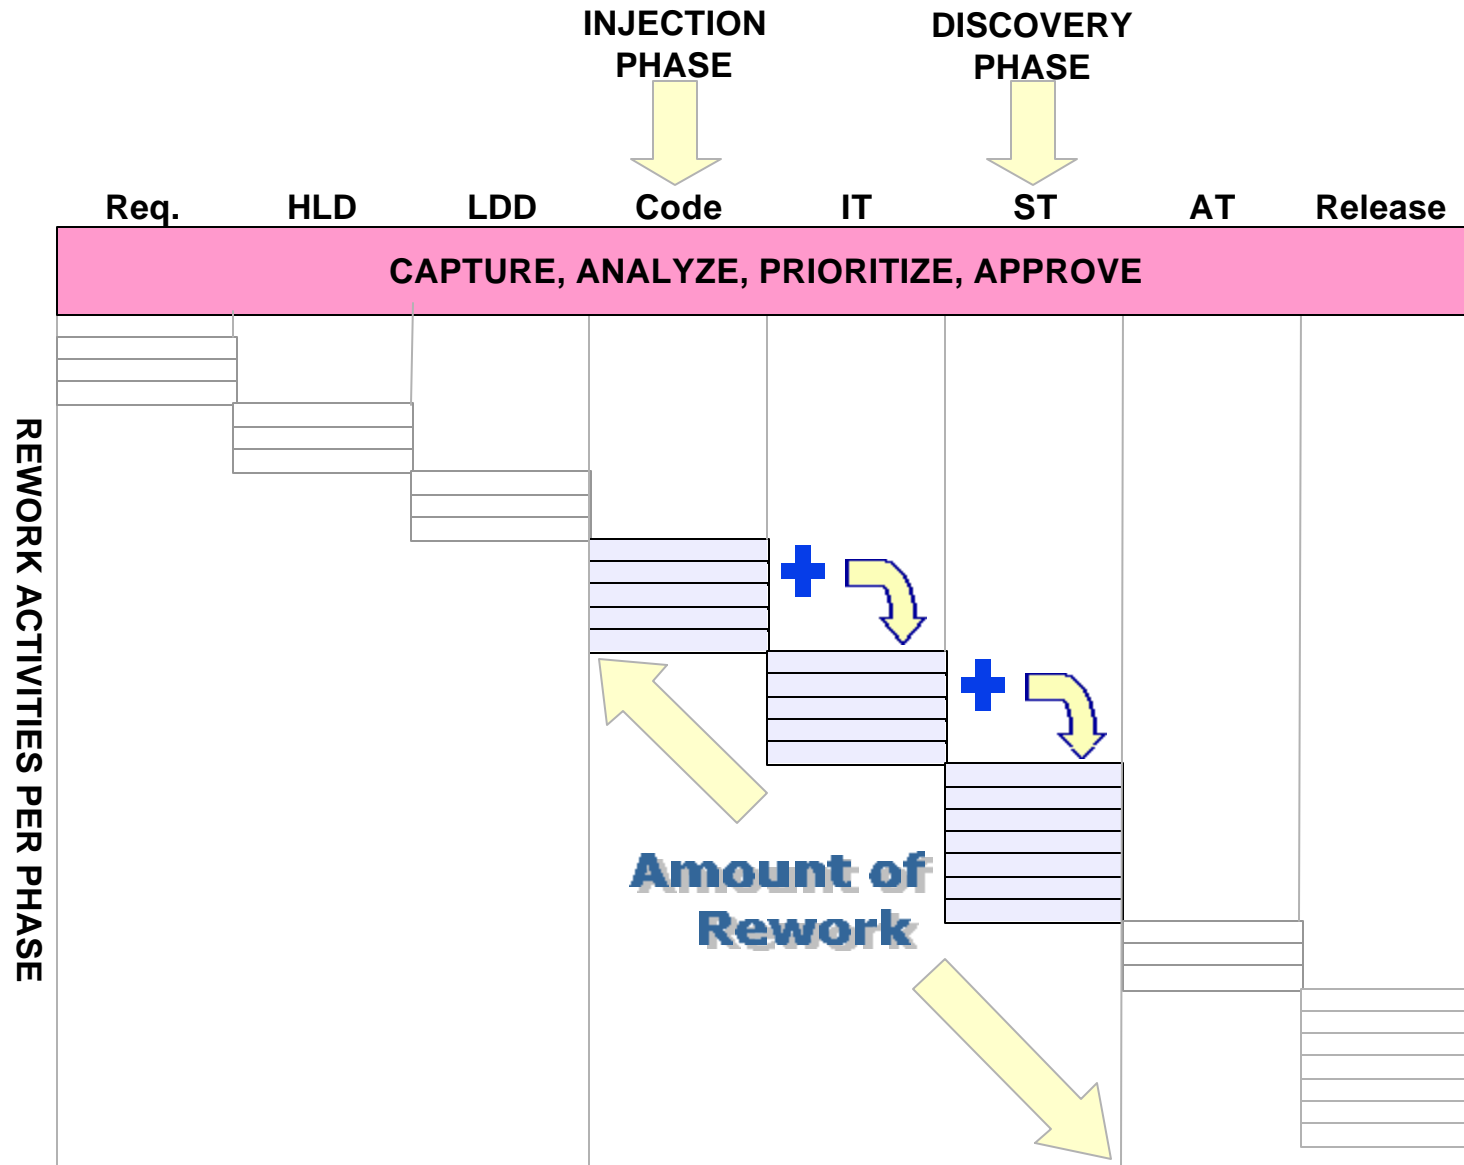 INJECTION
PHASE
DISCOVERY
PHASE
Req.
HLD
LDD
Code
IT
ST
AT
Release
CAPTURE, ANALYZE, PRIORITIZE, APPROVE
REWORK ACTIVITIES PER PHASE
Amount of
Rework